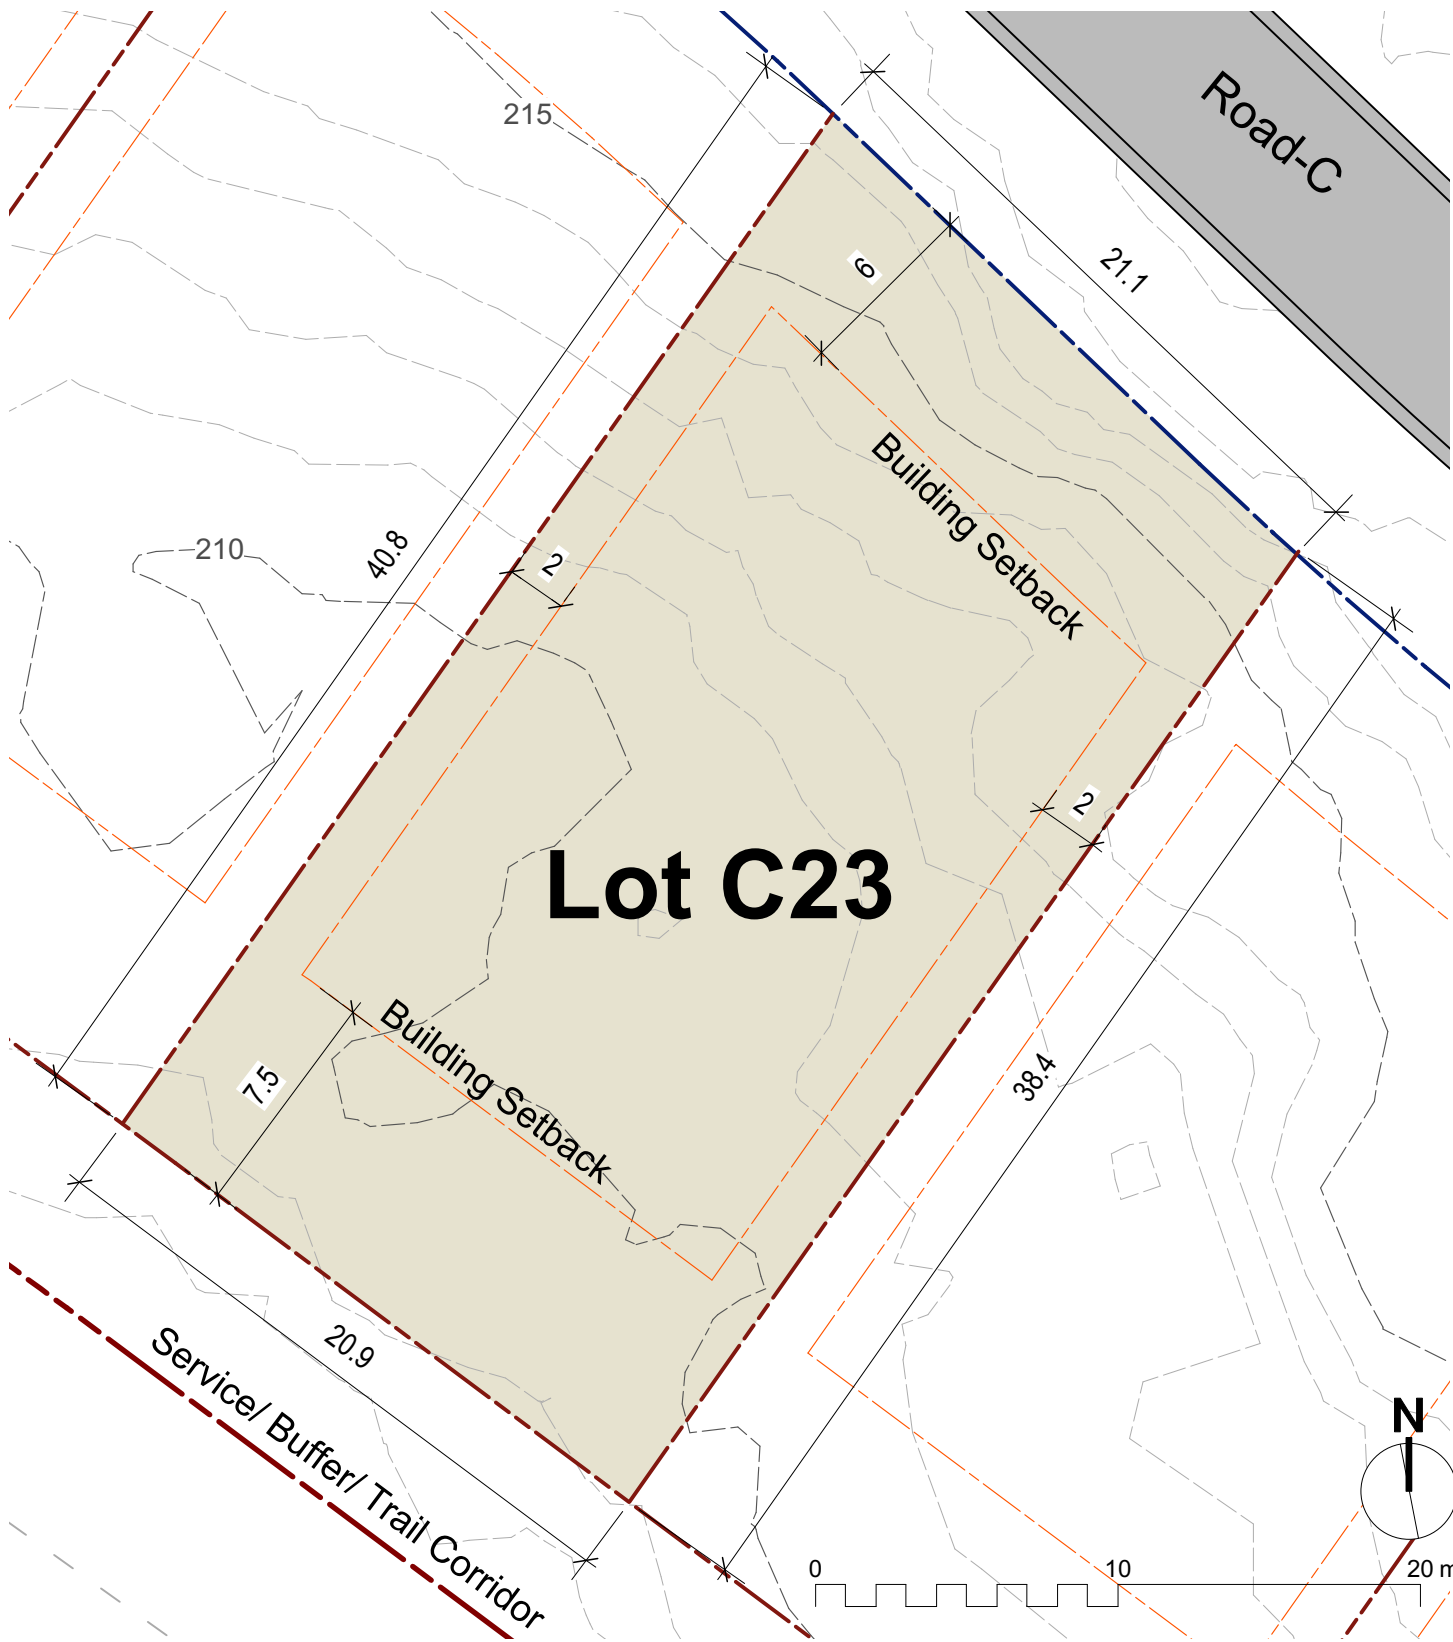 Road-C
215
21.1
6
Building Setback
40.8
210
2
2
Lot C23
Building Setback
7.5
38.4
20.9
Service/ Buffer/ Trail Corridor
N
0 10 20 m